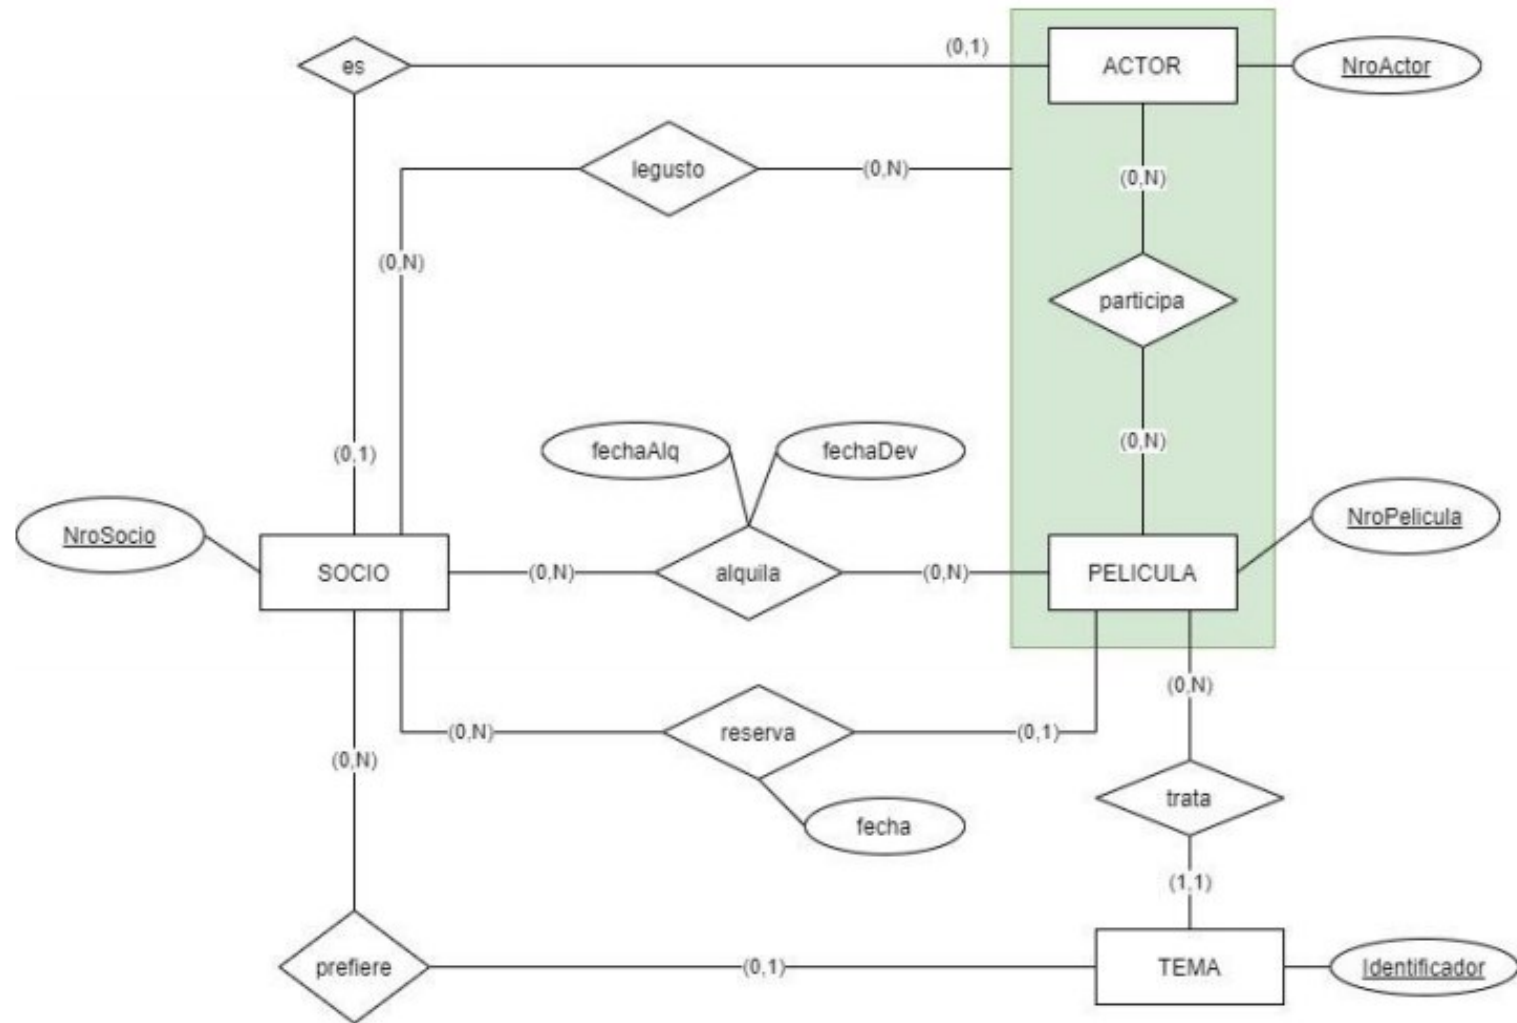 (0,1)
ACTOR
NroActor
es
legusto
(0,N)
(0,N)
(0,N)
participa
(0,1)
fechaAlq
fechaDev
(0,N)
NroSocio
NroPelicula
SOCIO
(0,N)
alquila
(0,N)
PELICULA
(0,N)
(0,N)
reserva
(0,1)
(0,N)
trata
fecha
(1,1)
prefiere
(0,1)
TEMA
Identificador